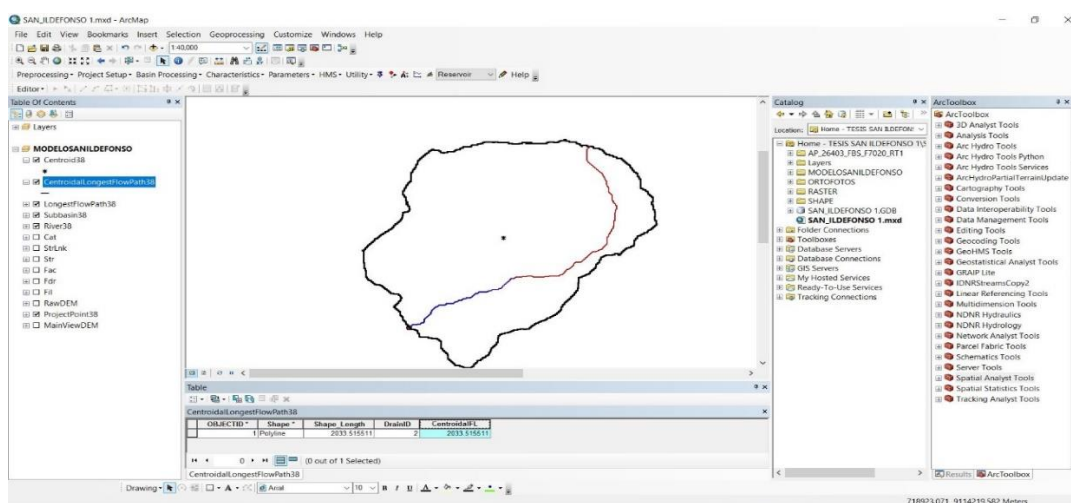 SAN_ILDEFONSO 1.mxd - ArcMap
File Edit View Bookmarks Insert Selection Geoprocessing Customize Windows Help
1:40,000
Preprocessing Project Setup Basin Processing Characteristics Parameters HMS Utility Reservoir Help
Editor
Table Of Contents
Layers
MODELOSANILDEFONSO
Centroid38
CentroidalLongestFlowPath38
LongestFlowPath38
Subbasin38
River38
Cat
StrLnk
Str
Fac
Fdr
Fil
RawDEM
ProjectPoint38
MainViewDEM
Table
CentroidalLongestFlowPath38
OBJECTID * Shape * Shape_Length DrainID CentroidalFL
1 Polyline 2033.515511 2 2033.515511
0 (0 out of 1 Selected)
CentroidalLongestFlowPath38
Drawing A Arial 10 B I U A
Catalog
Location: Home - TESIS SAN ILDEFON
Home - TESIS SAN ILDEFONSO 1\S
AP_26403_FBS_F7020_RT1
Layers
MODELOSANILDEFONSO
ORTOFOTOS
RASTER
SHAPE
SAN_ILDEFONSO 1.GDB
SAN_ILDEFONSO 1.mxd
Folder Connections
Toolboxes
Database Servers
Database Connections
GIS Servers
My Hosted Services
Ready-To-Use Services
Tracking Connections
ArcToolbox
ArcToolbox
3D Analyst Tools
Analysis Tools
Arc Hydro Tools
Arc Hydro Tools Python
Arc Hydro Tools Services
ArcHydroPartialTerrainUpdate
Cartography Tools
Conversion Tools
Data Interoperability Tools
Data Management Tools
Editing Tools
Geocoding Tools
GeoHMS Tools
Geostatistical Analyst Tools
GRAIP Lite
IDNRStreamsCopy2
Linear Referencing Tools
Multidimension Tools
NDNR Hydraulics
NDNR Hydrology
Network Analyst Tools
Parcel Fabric Tools
Schematics Tools
Server Tools
Spatial Analyst Tools
Spatial Statistics Tools
Tracking Analyst Tools
Results ArcToolbox
718923.071 9114219.582 Meters